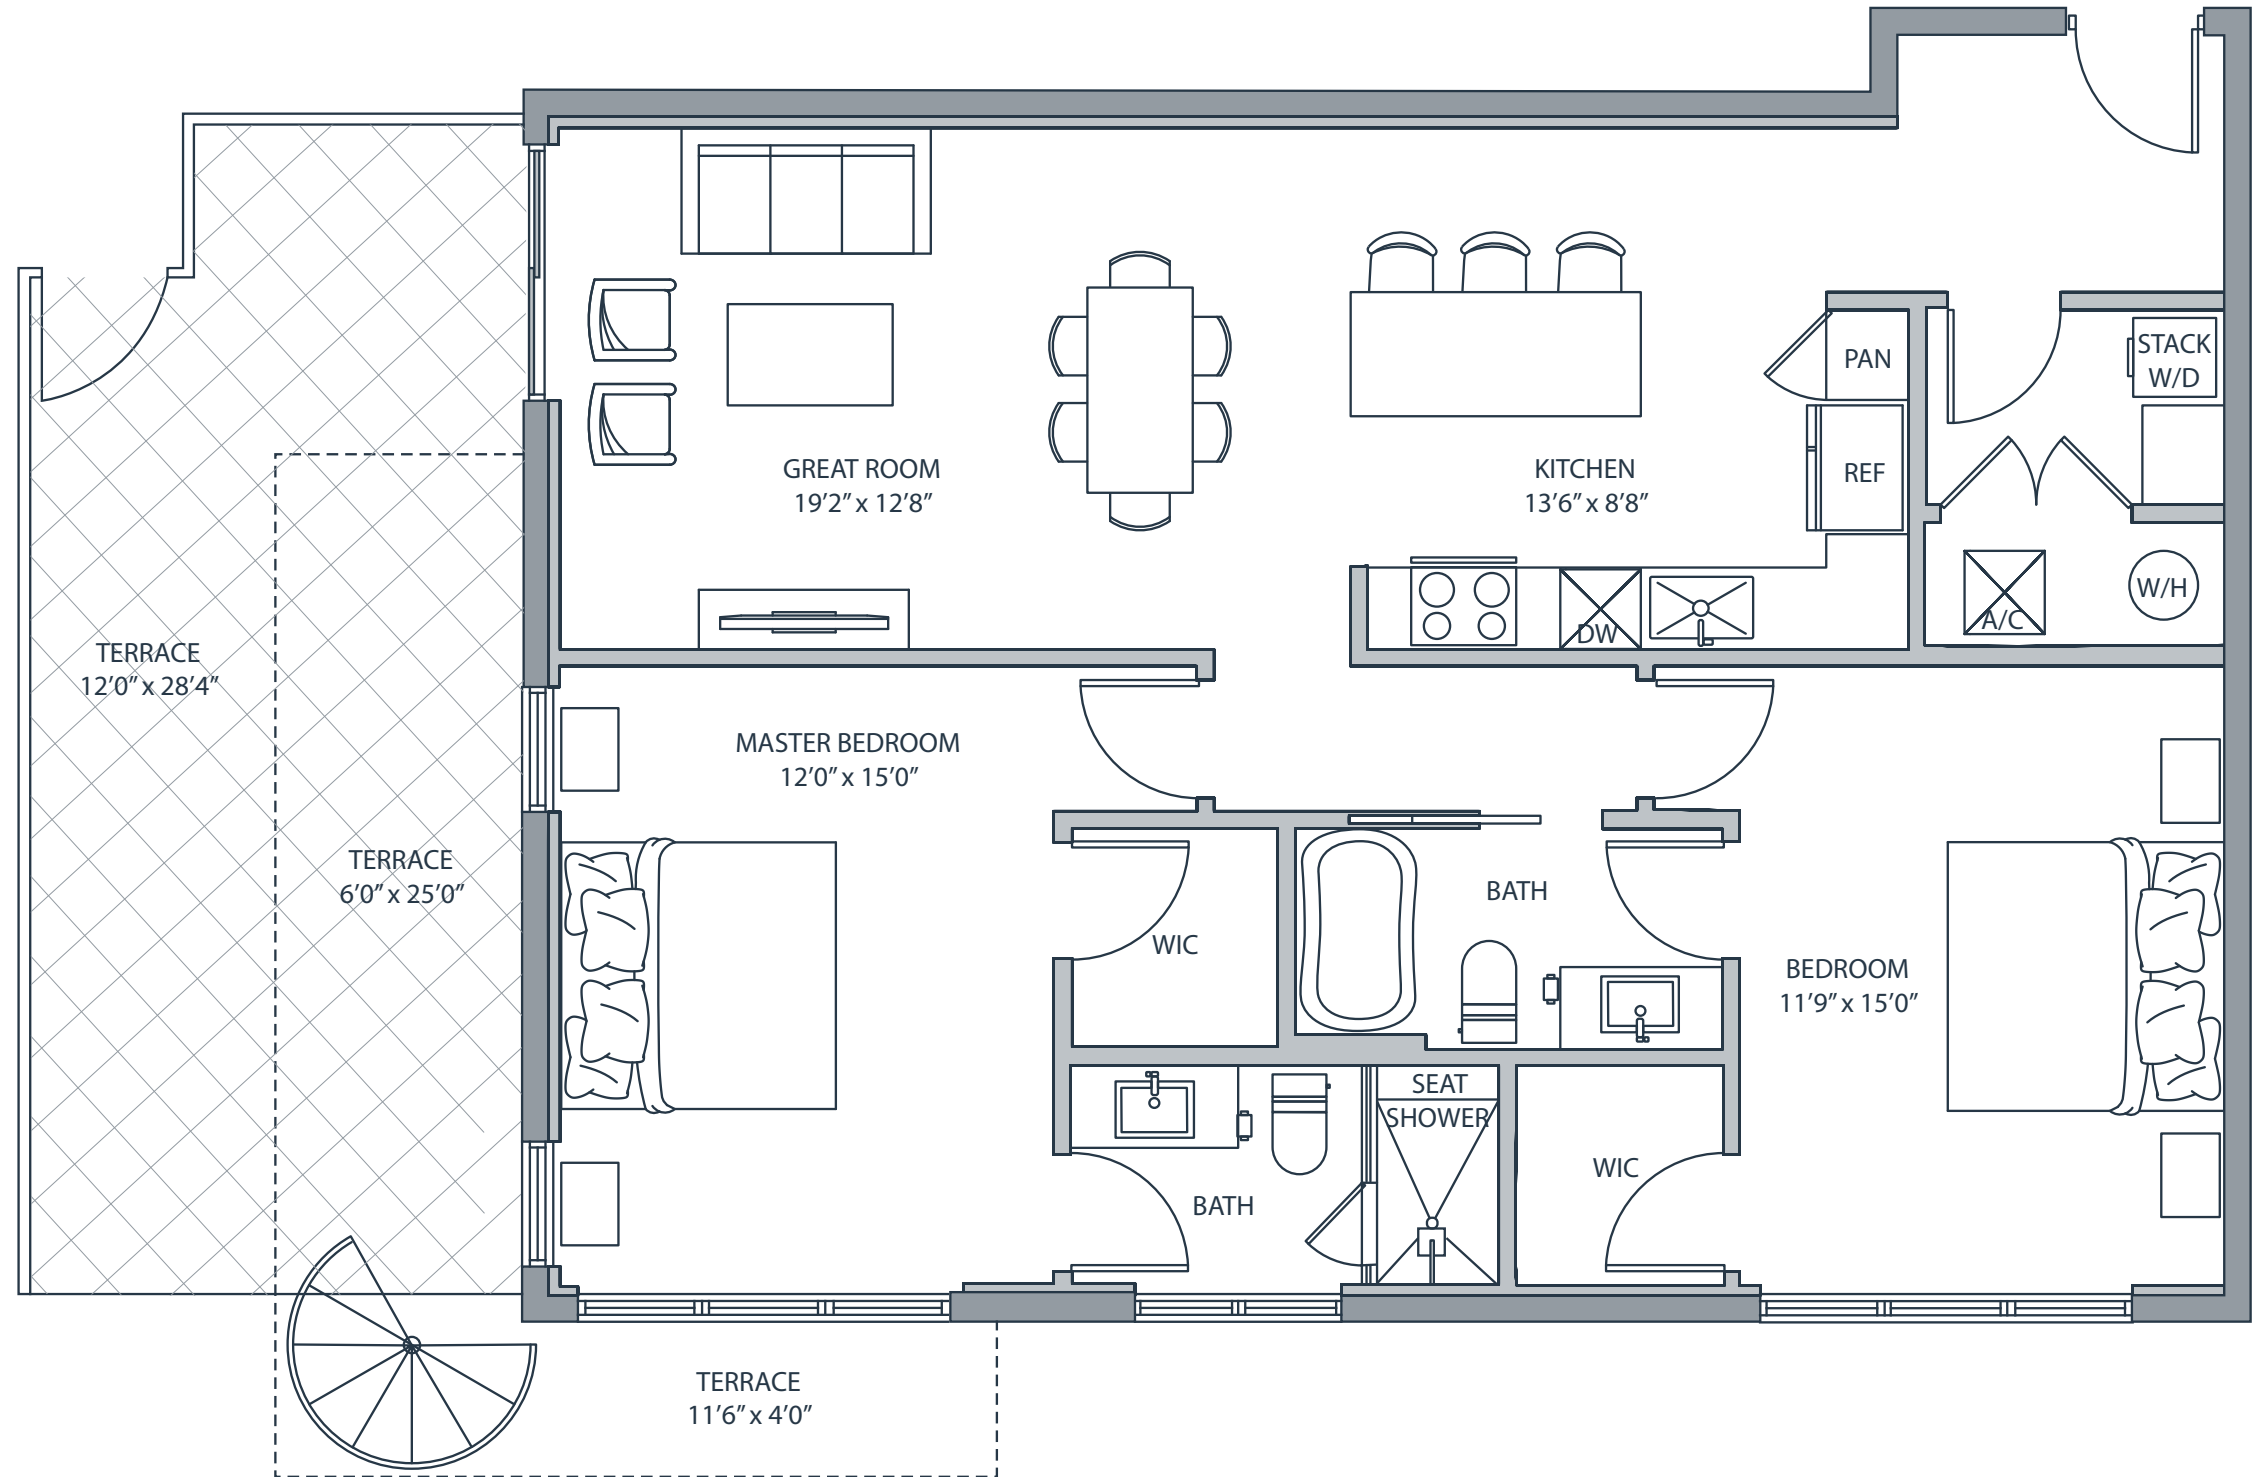 STACK
W/D
PAN
REF
GREAT ROOM
19’2” x 12’8”
KITCHEN
13’6” x 8’8”
W/H
A/C
DW
TERRACE
12’0” x 28’4”
MASTER BEDROOM
12’0” x 15’0”
TERRACE
6’0” x 25’0”
BATH
WIC
BEDROOM
11’9” x 15’0”
SEAT
SHOWER
WIC
BATH
TERRACE
11’6” x 4’0”